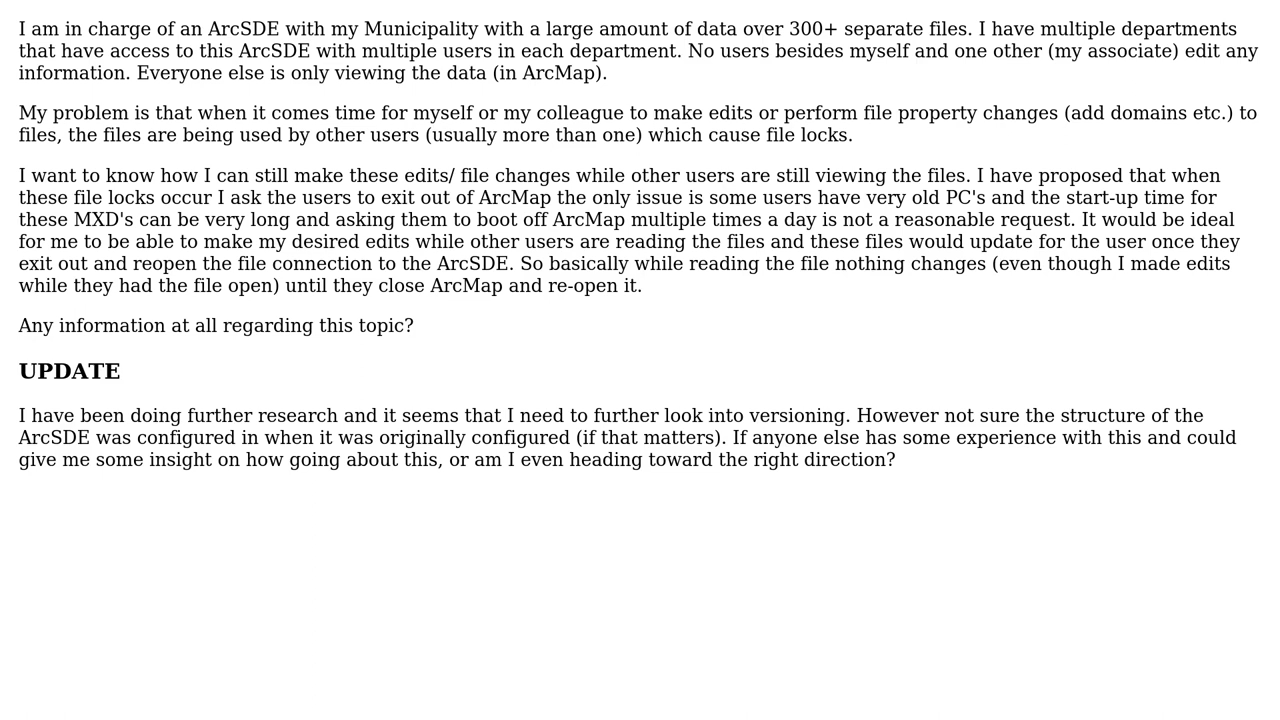 I am in charge of an ArcSDE with my Municipality with a large amount of data over 300+ separate files. I have multiple departments
that have access to this ArcSDE with multiple users in each department. No users besides myself and one other (my associate) edit any
information. Everyone else is only viewing the data (in ArcMap).
My problem is that when it comes time for myself or my colleague to make edits or perform file property changes (add domains etc.) to
files, the files are being used by other users (usually more than one) which cause file locks.
I want to know how I can still make these edits/ file changes while other users are still viewing the files. I have proposed that when
these file locks occur I ask the users to exit out of ArcMap the only issue is some users have very old PC's and the start-up time for
these MXD's can be very long and asking them to boot off ArcMap multiple times a day is not a reasonable request. It would be ideal
for me to be able to make my desired edits while other users are reading the files and these files would update for the user once they
exit out and reopen the file connection to the ArcSDE. So basically while reading the file nothing changes (even though I made edits
while they had the file open) until they close ArcMap and re-open it.
Any information at all regarding this topic?
UPDATE
I have been doing further research and it seems that I need to further look into versioning. However not sure the structure of the
ArcSDE was configured in when it was originally configured (if that matters). If anyone else has some experience with this and could
give me some insight on how going about this, or am I even heading toward the right direction?